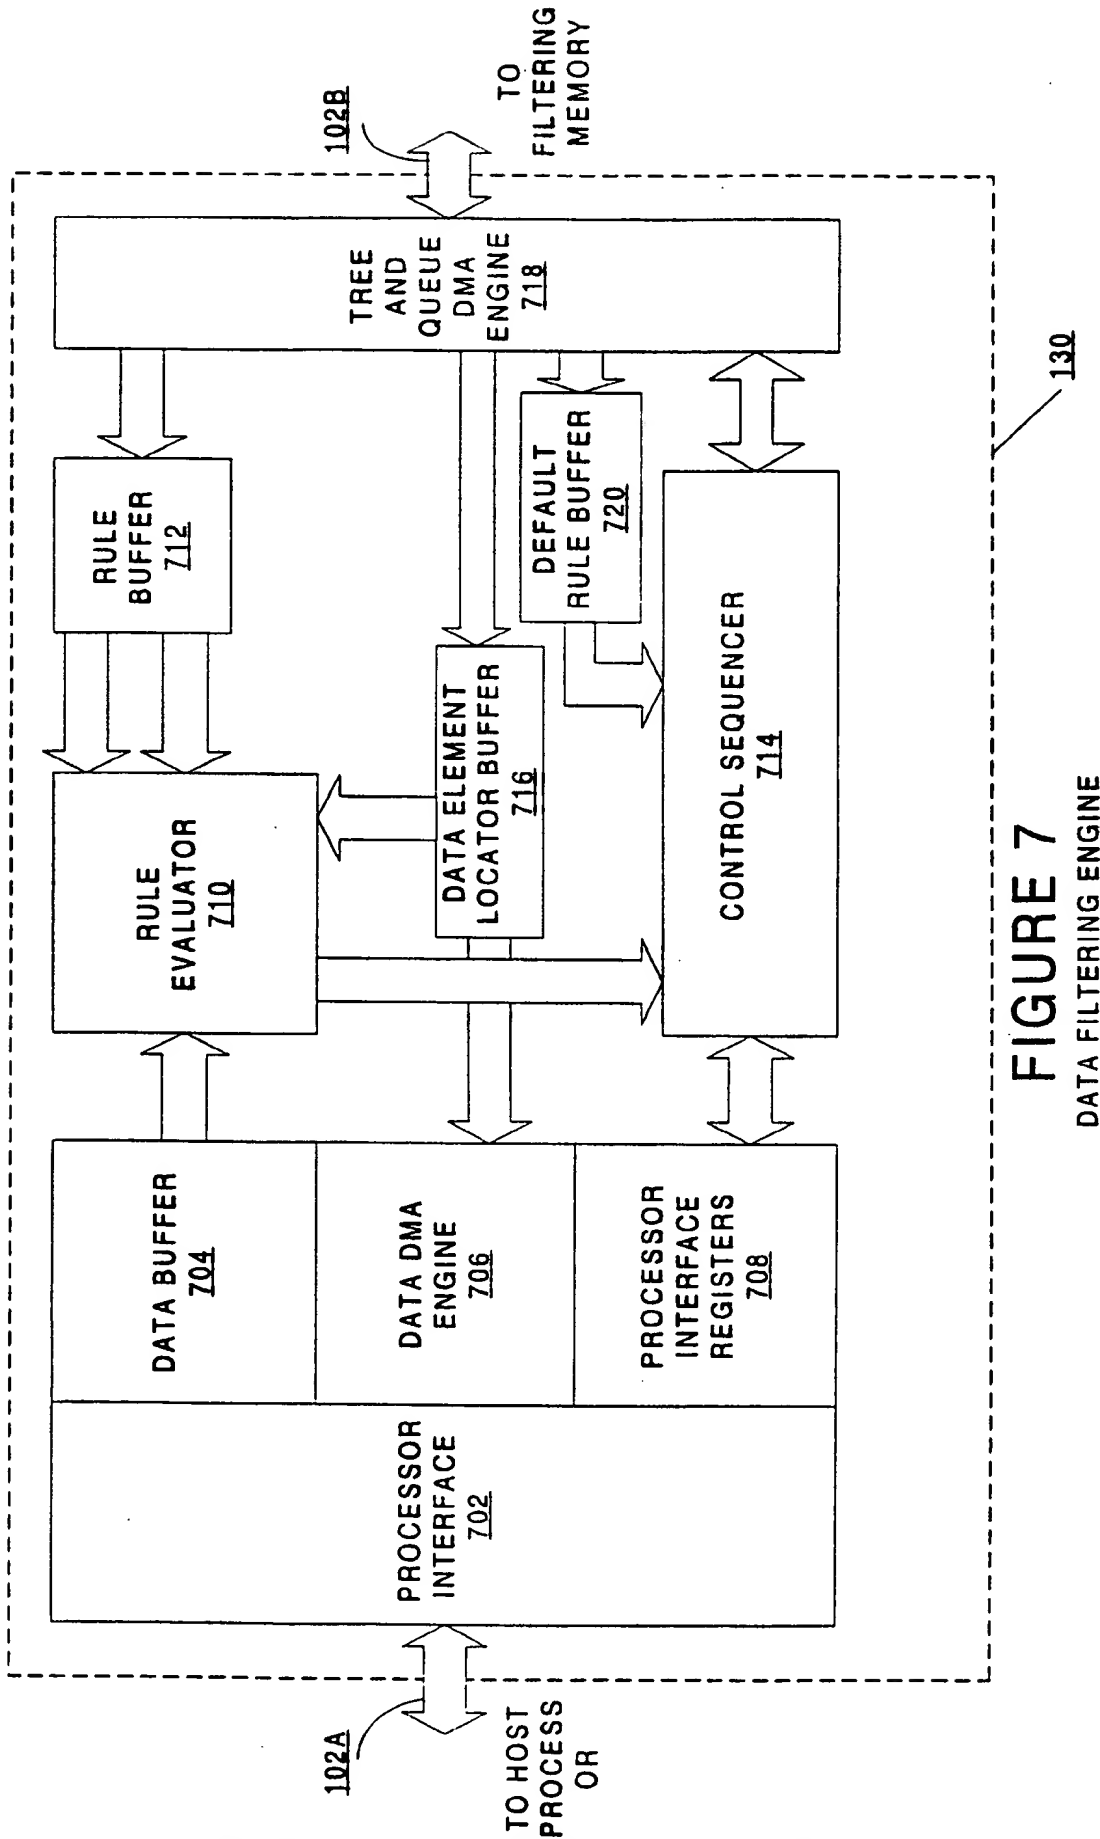 102A
TO HOST
PROCESS
OR
PROCESSOR
INTERFACE
702
DATA BUFFER
704
DATA DMA
ENGINE
706
PROCESSOR
INTERFACE
REGISTERS
708
RULE
EVALUATOR
710
RULE
BUFFER
712
DATA ELEMENT
LOCATOR BUFFER
716
DEFAULT
RULE BUFFER
720
CONTROL SEQUENCER
714
TREE
AND
QUEUE
DMA
ENGINE
718
102B
TO
FILTERING
MEMORY
130
FIGURE 7
DATA FILTERING ENGINE